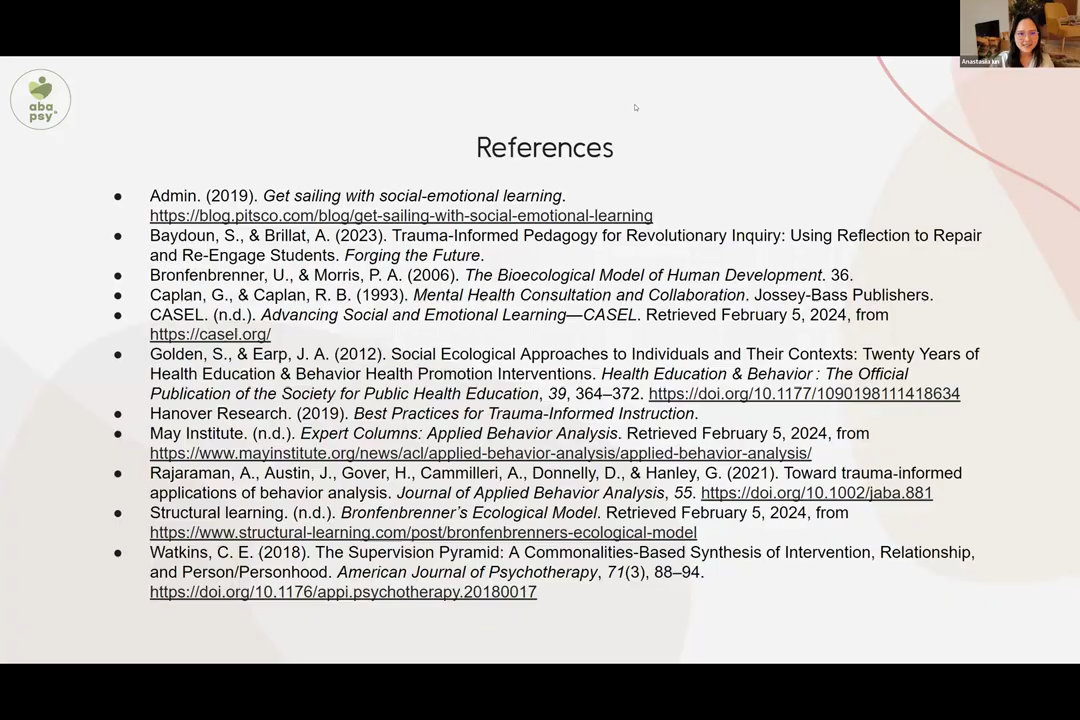 Anastasiia Jun
aba
psy
References
● Admin. (2019). Get sailing with social-emotional learning.
https://blog.pitsco.com/blog/get-sailing-with-social-emotional-learning
● Baydoun, S., & Brillat, A. (2023). Trauma-Informed Pedagogy for Revolutionary Inquiry: Using Reflection to Repair
and Re-Engage Students. Forging the Future.
● Bronfenbrenner, U., & Morris, P. A. (2006). The Bioecological Model of Human Development. 36.
● Caplan, G., & Caplan, R. B. (1993). Mental Health Consultation and Collaboration. Jossey-Bass Publishers.
● CASEL. (n.d.). Advancing Social and Emotional Learning—CASEL. Retrieved February 5, 2024, from
https://casel.org/
● Golden, S., & Earp, J. A. (2012). Social Ecological Approaches to Individuals and Their Contexts: Twenty Years of
Health Education & Behavior Health Promotion Interventions. Health Education & Behavior : The Official
Publication of the Society for Public Health Education, 39, 364–372. https://doi.org/10.1177/1090198111418634
● Hanover Research. (2019). Best Practices for Trauma-Informed Instruction.
● May Institute. (n.d.). Expert Columns: Applied Behavior Analysis. Retrieved February 5, 2024, from
https://www.mayinstitute.org/news/acl/applied-behavior-analysis/applied-behavior-analysis/
● Rajaraman, A., Austin, J., Gover, H., Cammilleri, A., Donnelly, D., & Hanley, G. (2021). Toward trauma-informed
applications of behavior analysis. Journal of Applied Behavior Analysis, 55. https://doi.org/10.1002/jaba.881
● Structural learning. (n.d.). Bronfenbrenner's Ecological Model. Retrieved February 5, 2024, from
https://www.structural-learning.com/post/bronfenbrenners-ecological-model
● Watkins, C. E. (2018). The Supervision Pyramid: A Commonalities-Based Synthesis of Intervention, Relationship,
and Person/Personhood. American Journal of Psychotherapy, 71(3), 88–94.
https://doi.org/10.1176/appi.psychotherapy.20180017